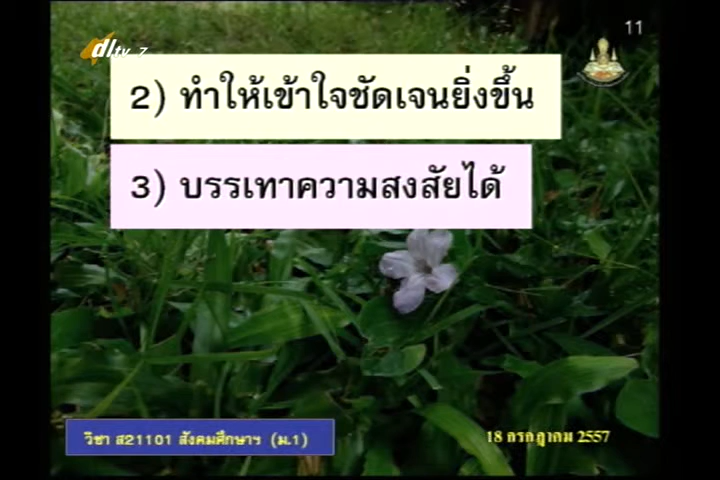 11
dltv 7
2) ทำให้เข้าใจชัดเจนยิ่งขึ้น
3) บรรเทาความสงสัยได้
วิชา ส21101 สังคมศึกษาฯ (ม.1)
18 กรกฎาคม 2557